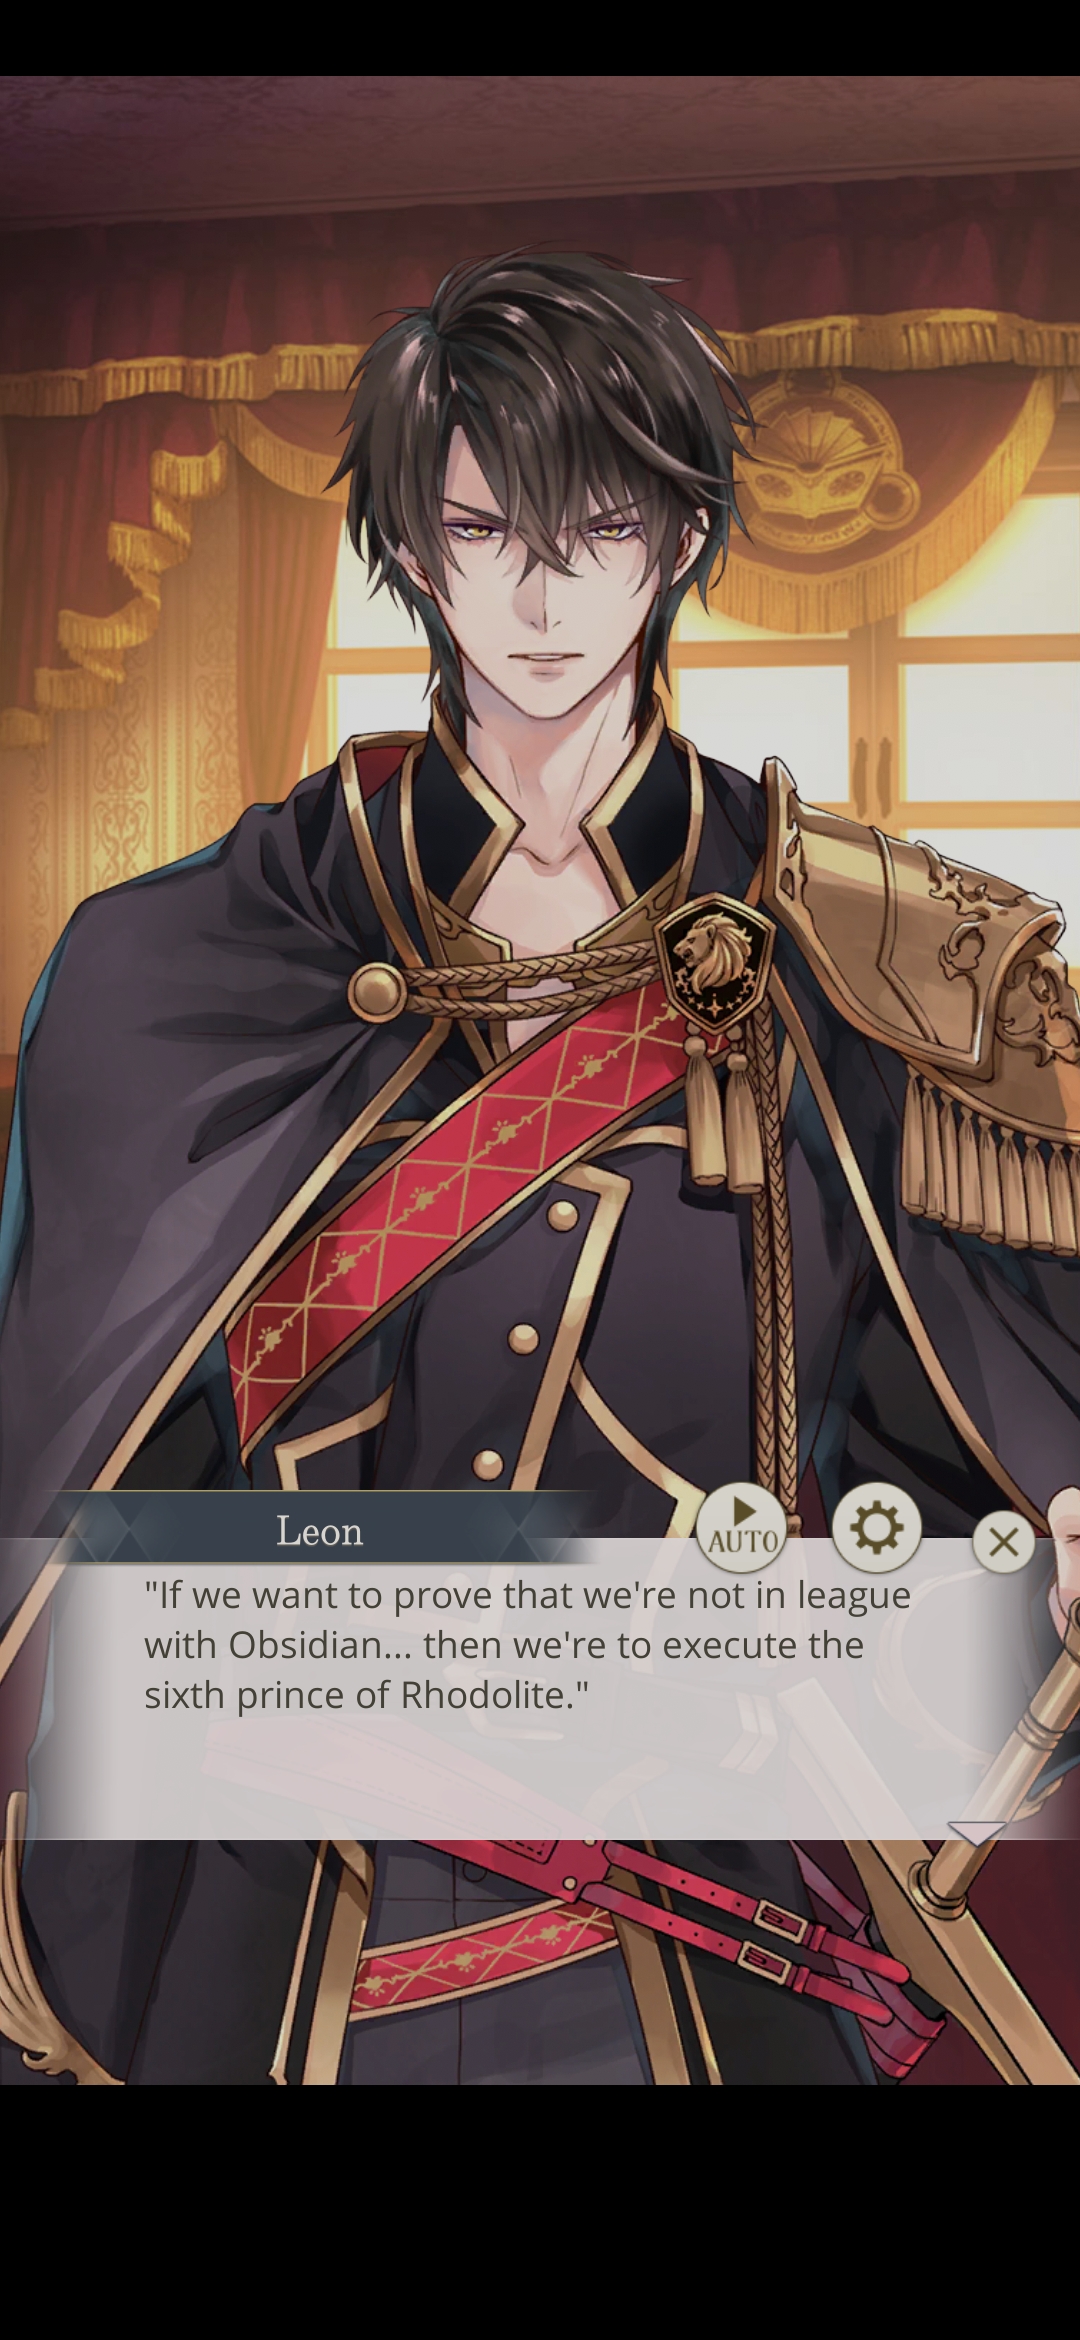 Leon
AUTO
"If we want to prove that we're not in league
with Obsidian... then we're to execute the
sixth prince of Rhodolite."